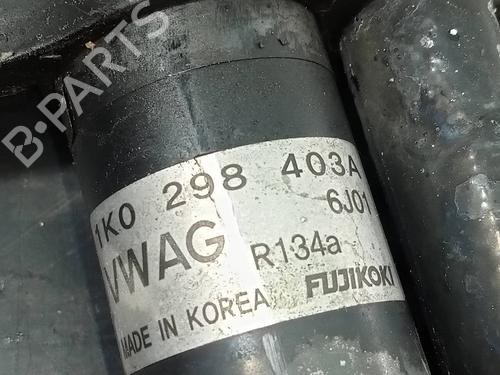 B-PARTS
1K0 298 403A
6J01
VWAG R134a
MADE IN KOREA FUJIKOKI